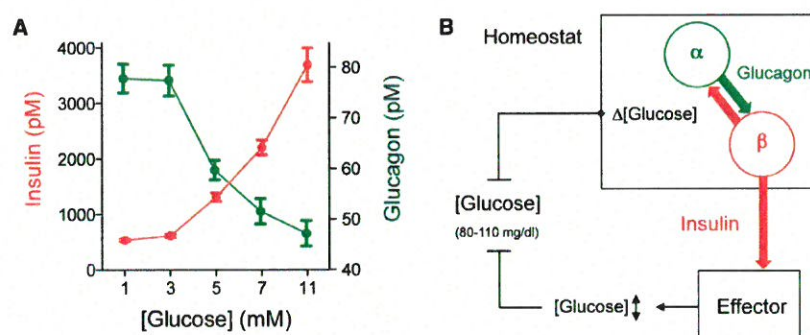 A
Insulin (pM)
4000
3000
2000
1000
0
Glucagon (pM)
80
70
60
50
40
1 3 5 7 11
[Glucose] (mM)
B
Homeostat
α
Glucagon
Δ[Glucose]
β
[Glucose]
(80-110 mg/dl)
Insulin
[Glucose]
Effector